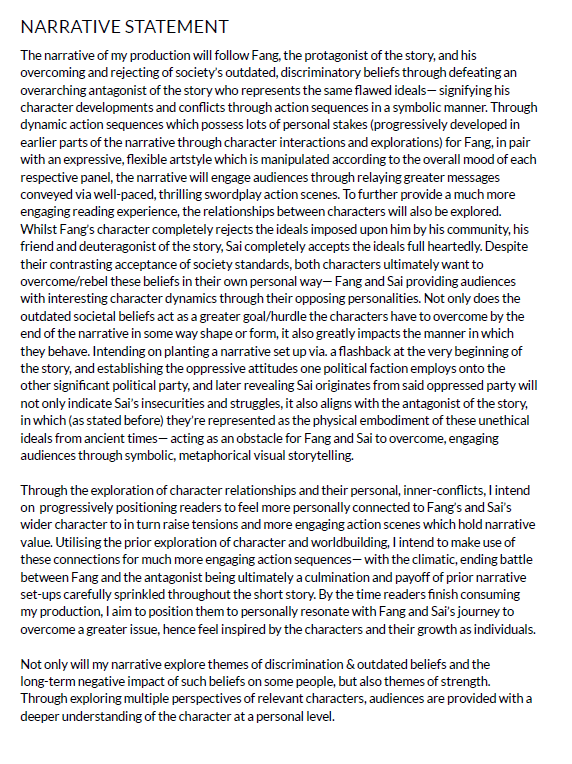 NARRATIVE STATEMENT
The narrative of my production will follow Fang, the protagonist of the story, and his
overcoming and rejecting of society's outdated, discriminatory beliefs through defeating an
overarching antagonist of the story who represents the same flawed ideals— signifying his
character developments and conflicts through action sequences in a symbolic manner. Through
dynamic action sequences which possess lots of personal stakes (progressively developed in
earlier parts of the narrative through character interactions and explorations) for Fang, in pair
with an expressive, flexible artstyle which is manipulated according to the overall mood of each
respective panel, the narrative will engage audiences through relaying greater messages
conveyed via well-paced, thrilling swordplay action scenes. To further provide a much more
engaging reading experience, the relationships between characters will also be explored.
Whilst Fang's character completely rejects the ideals imposed upon him by his community, his
friend and deuteragonist of the story, Sai completely accepts the ideals full heartedly. Despite
their contrasting acceptance of society standards, both characters ultimately want to
overcome/rebel these beliefs in their own personal way— Fang and Sai providing audiences
with interesting character dynamics through their opposing personalities. Not only does the
outdated societal beliefs act as a greater goal/hurdle the characters have to overcome by the
end of the narrative in some way shape or form, it also greatly impacts the manner in which
they behave. Intending on planting a narrative set up via. a flashback at the very beginning of
the story, and establishing the oppressive attitudes one political faction employs onto the
other significant political party, and later revealing Sai originates from said oppressed party will
not only indicate Sai's insecurities and struggles, it also aligns with the antagonist of the story,
in which (as stated before) they're represented as the physical embodiment of these unethical
ideals from ancient times— acting as an obstacle for Fang and Sai to overcome, engaging
audiences through symbolic, metaphorical visual storytelling.
Through the exploration of character relationships and their personal, inner-conflicts, I intend
on progressively positioning readers to feel more personally connected to Fang's and Sai's
wider character to in turn raise tensions and more engaging action scenes which hold narrative
value. Utilising the prior exploration of character and worldbuilding, I intend to make use of
these connections for much more engaging action sequences— with the climatic, ending battle
between Fang and the antagonist being ultimately a culmination and payoff of prior narrative
set-ups carefully sprinkled throughout the short story. By the time readers finish consuming
my production, I aim to position them to personally resonate with Fang and Sai's journey to
overcome a greater issue, hence feel inspired by the characters and their growth as individuals.
Not only will my narrative explore themes of discrimination & outdated beliefs and the
long-term negative impact of such beliefs on some people, but also themes of strength.
Through exploring multiple perspectives of relevant characters, audiences are provided with a
deeper understanding of the character at a personal level.